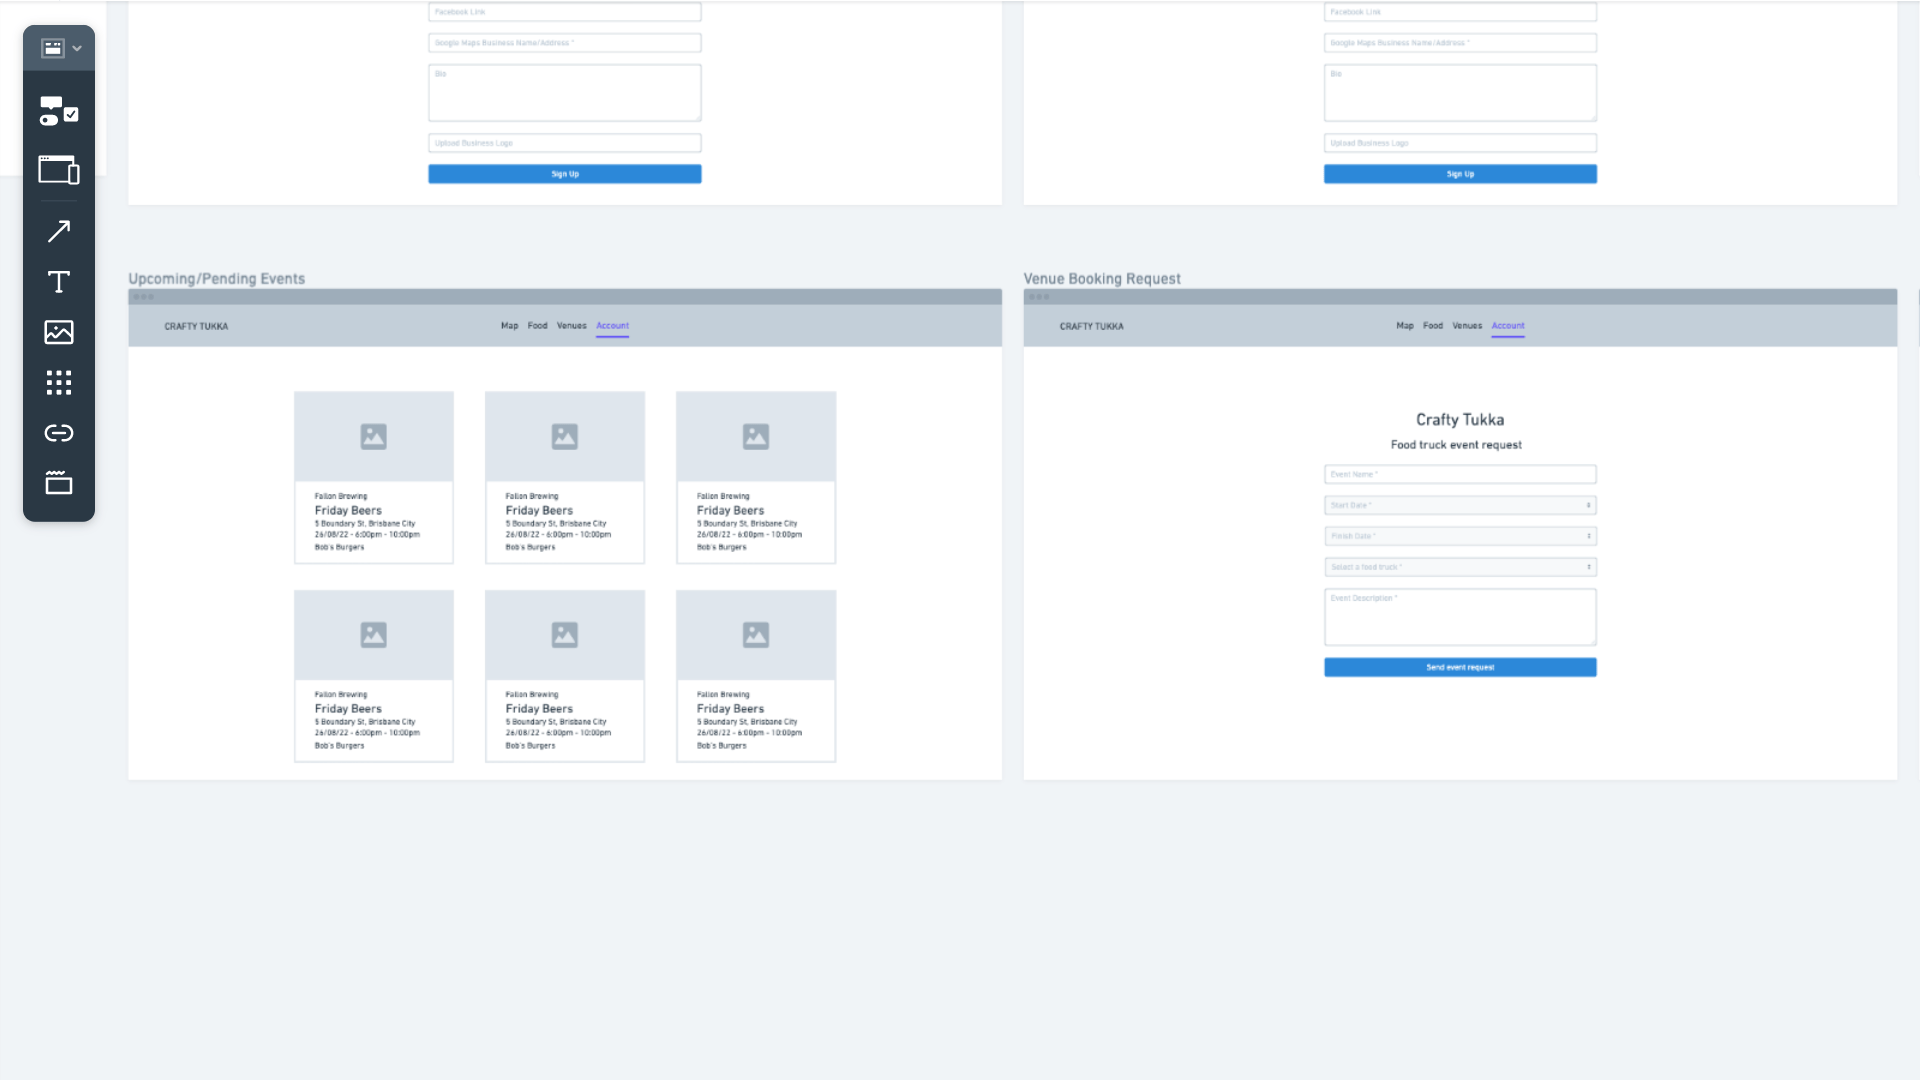 Facebook Link
Google Maps Business Name/Address *
Bio
Upload Business Logo
Sign Up
Facebook Link
Google Maps Business Name/Address *
Bio
Upload Business Logo
Sign Up
Upcoming/Pending Events
CRAFTY TUKKA
Map Food Venues Account
Fallon Brewing
Friday Beers
5 Boundary St, Brisbane City
26/08/22 - 6:00pm - 10:00pm
Bob's Burgers
Fallon Brewing
Friday Beers
5 Boundary St, Brisbane City
26/08/22 - 6:00pm - 10:00pm
Bob's Burgers
Fallon Brewing
Friday Beers
5 Boundary St, Brisbane City
26/08/22 - 6:00pm - 10:00pm
Bob's Burgers
Fallon Brewing
Friday Beers
5 Boundary St, Brisbane City
26/08/22 - 6:00pm - 10:00pm
Bob's Burgers
Fallon Brewing
Friday Beers
5 Boundary St, Brisbane City
26/08/22 - 6:00pm - 10:00pm
Bob's Burgers
Fallon Brewing
Friday Beers
5 Boundary St, Brisbane City
26/08/22 - 6:00pm - 10:00pm
Bob's Burgers
Venue Booking Request
CRAFTY TUKKA
Map Food Venues Account
Crafty Tukka
Food truck event request
Event Name *
Start Date *
Finish Date *
Select a food truck *
Event Description *
Send event request